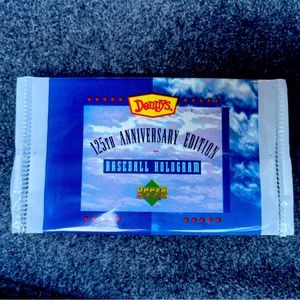 Denny's
125TH ANNIVERSARY EDITION
BASEBALL HOLOGRAM
UPPER
DECK